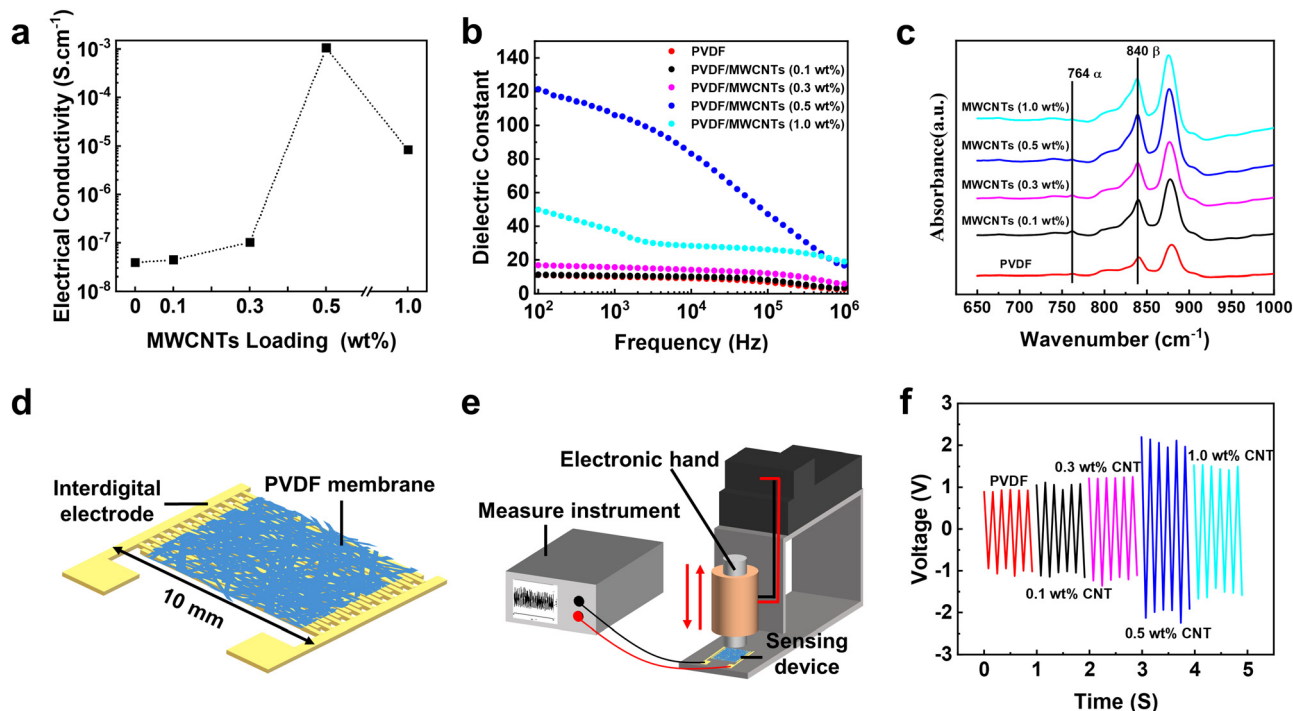 a
Electrical Conductivity (S.cm⁻¹)
10⁻³
10⁻⁴
10⁻⁵
10⁻⁶
10⁻⁷
10⁻⁸
0 0.1 0.3 0.5 1.0
MWCNTs Loading (wt%)
b
Dielectric Constant
140
120
100
80
60
40
20
0
PVDF
PVDF/MWCNTs (0.1 wt%)
PVDF/MWCNTs (0.3 wt%)
PVDF/MWCNTs (0.5 wt%)
PVDF/MWCNTs (1.0 wt%)
10² 10³ 10⁴ 10⁵ 10⁶
Frequency (Hz)
c
Absorbance(a.u.)
840 β
764 α
MWCNTs (1.0 wt%)
MWCNTs (0.5 wt%)
MWCNTs (0.3 wt%)
MWCNTs (0.1 wt%)
PVDF
650 700 750 800 850 900 950 1000
Wavenumber (cm⁻¹)
d
Interdigital
electrode
PVDF membrane
10 mm
e
Electronic hand
Measure instrument
Sensing
device
f
Voltage (V)
3
2
1
0
-1
-2
-3
PVDF
0.3 wt% CNT
1.0 wt% CNT
0.1 wt% CNT
0.5 wt% CNT
0 1 2 3 4 5
Time (S)